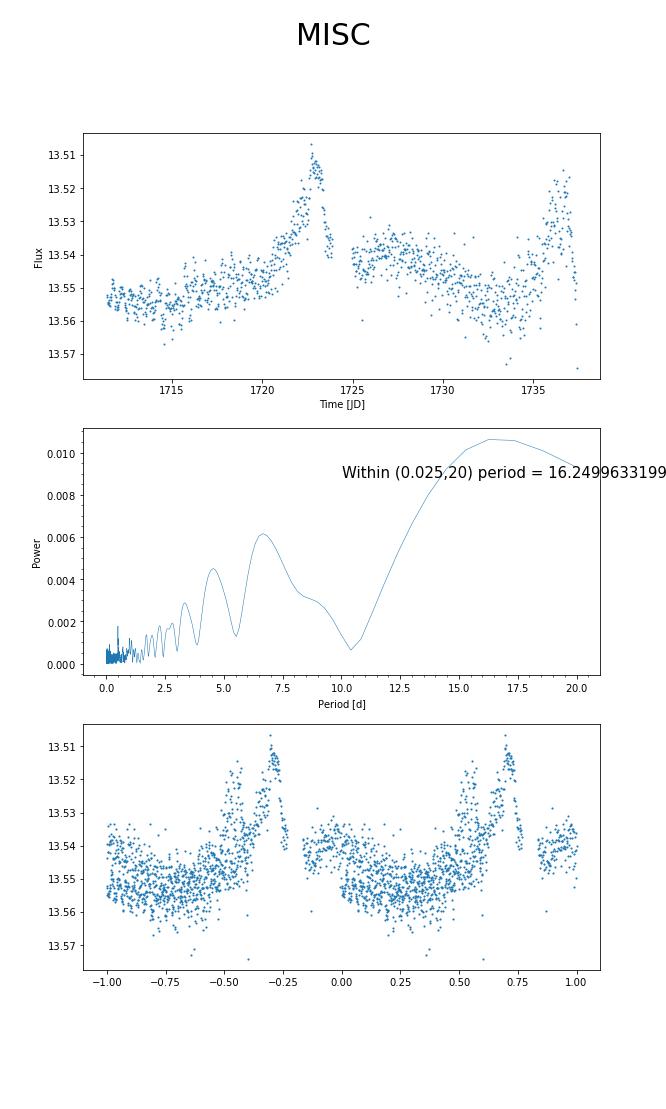 MISC
13.51
13.52
13.53
13.54
13.55
13.56
13.57
Flux
1715 1720 1725 1730 1735
Time [JD]
0.010
0.008
0.006
0.004
0.002
0.000
Power
Within (0.025,20) period = 16.2499633199
0.0 2.5 5.0 7.5 10.0 12.5 15.0 17.5 20.0
Period [d]
13.51
13.52
13.53
13.54
13.55
13.56
13.57
−1.00 −0.75 −0.50 −0.25 0.00 0.25 0.50 0.75 1.00